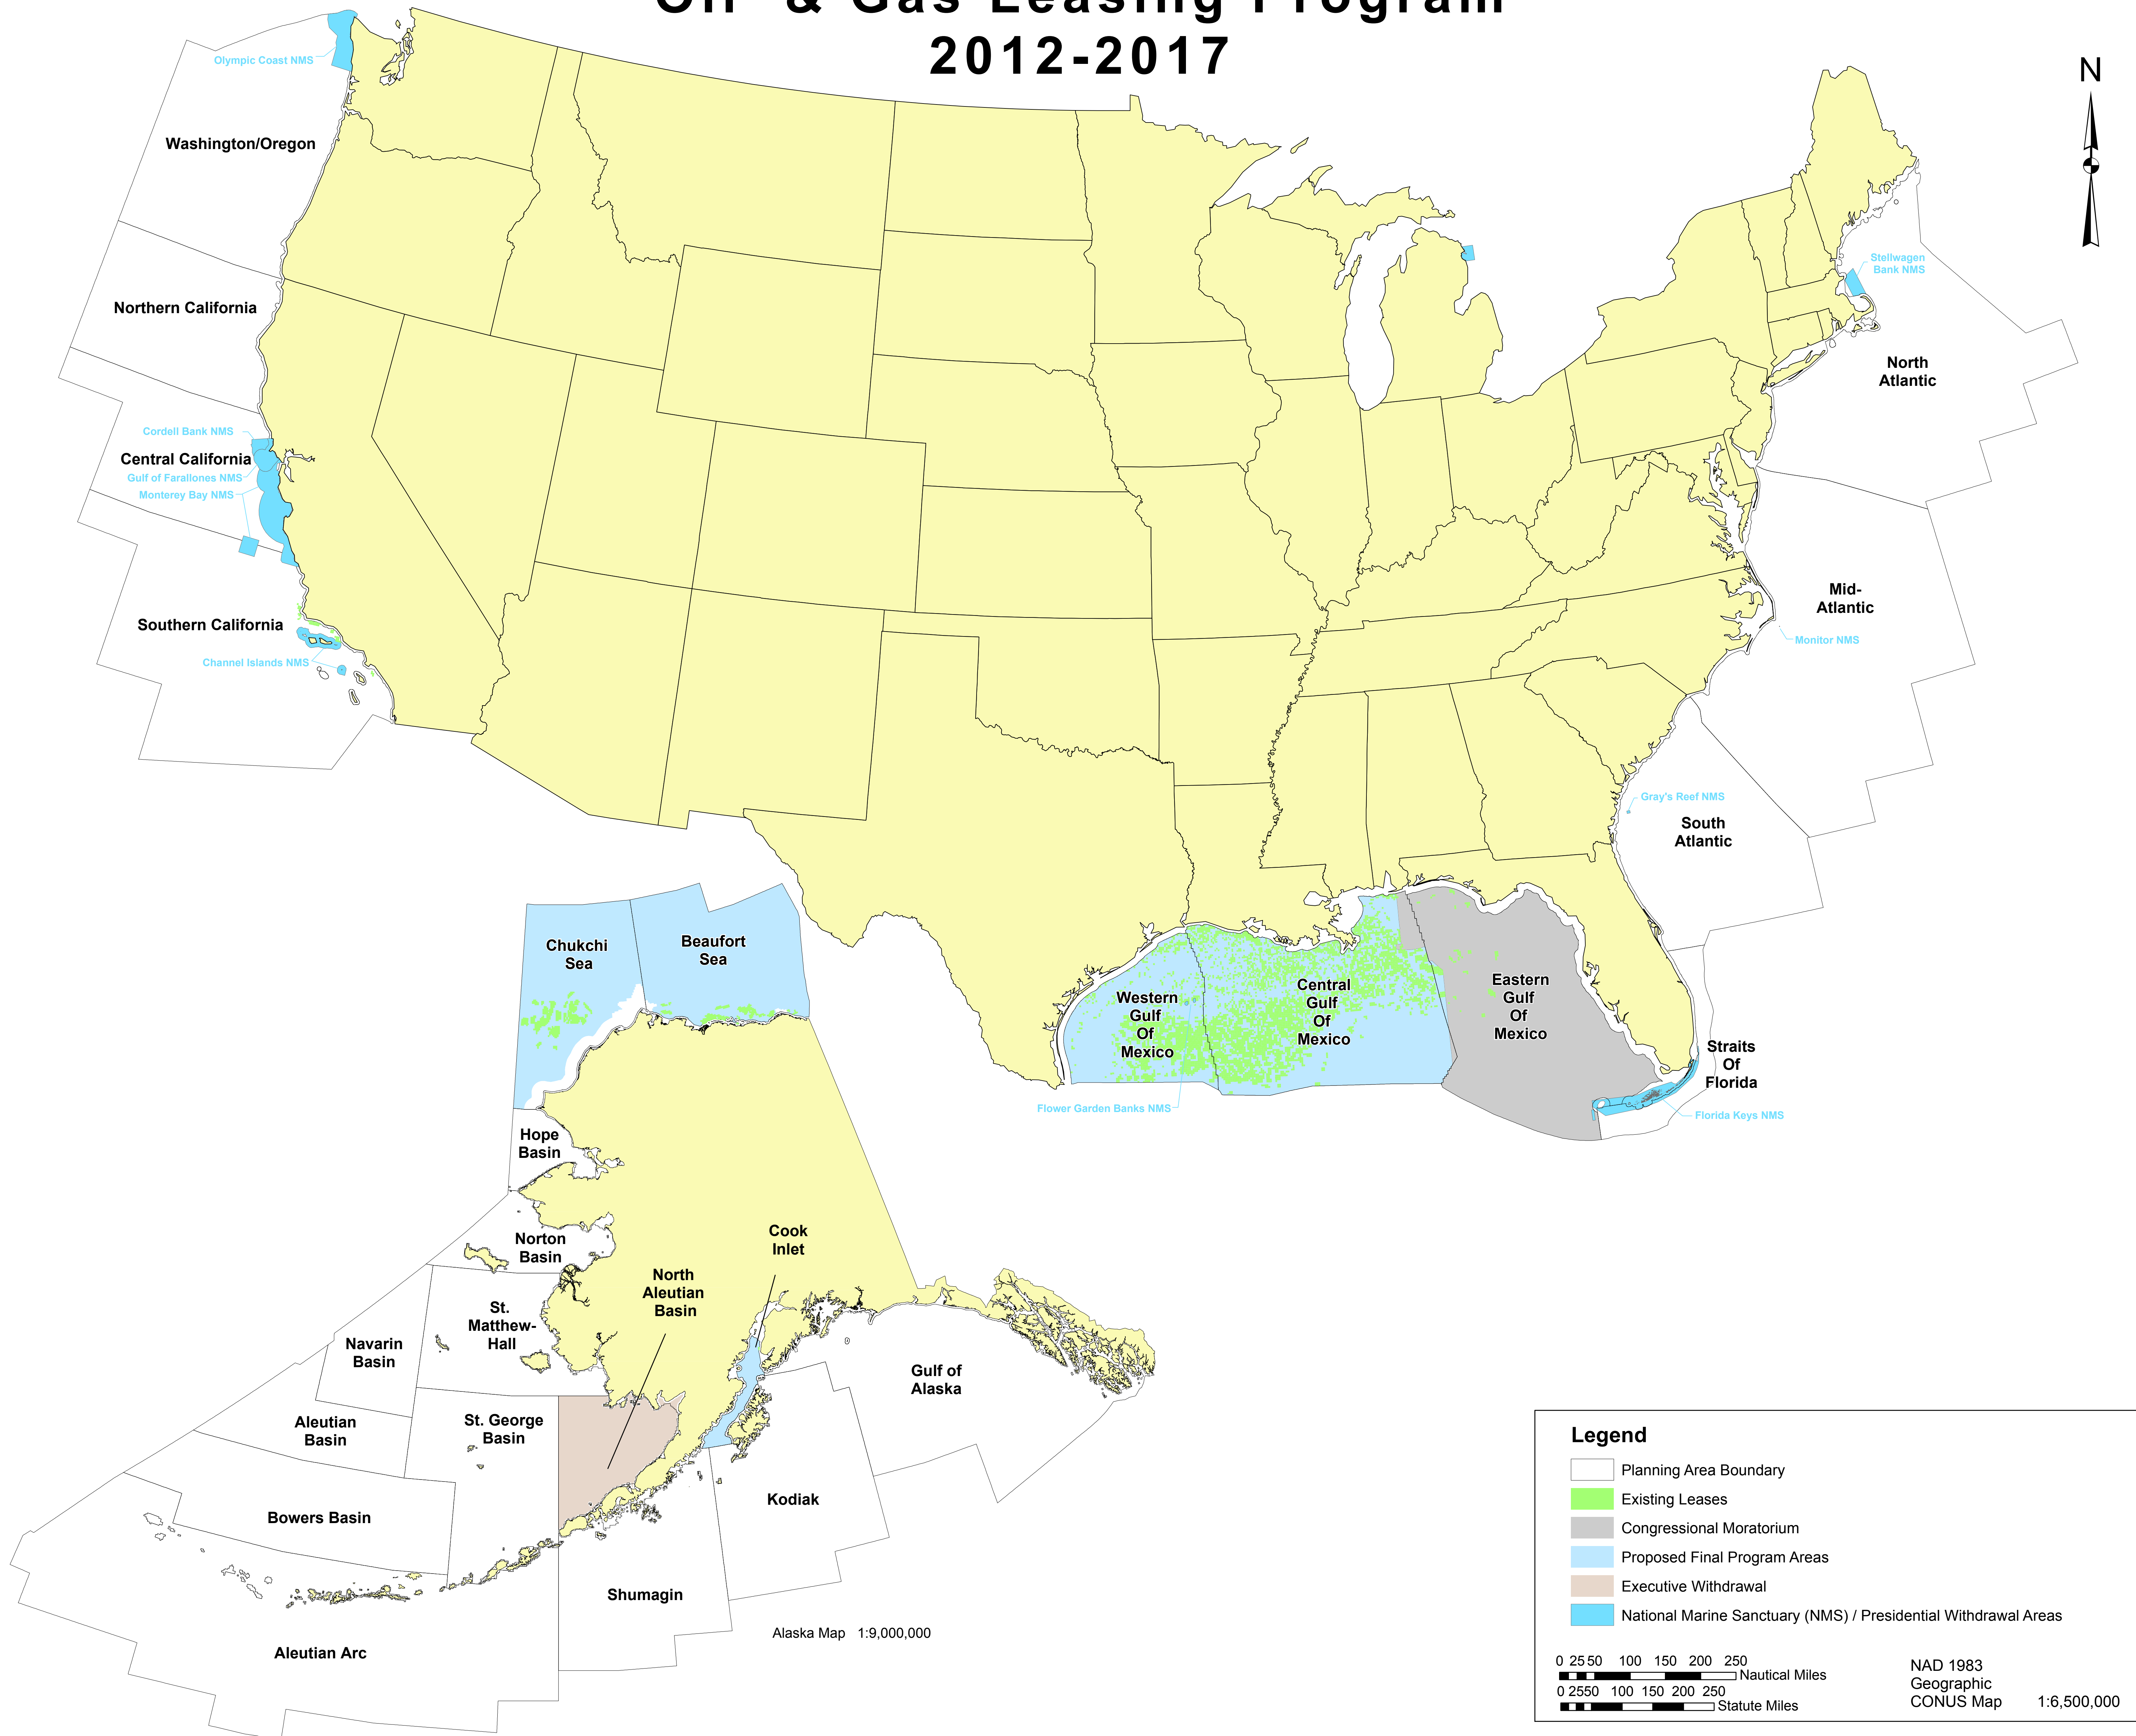 Oil & Gas Leasing Program
2012-2017
N
Olympic Coast NMS
Washington/Oregon
Northern California
Cordell Bank NMS
Central California
Gulf of Farallones NMS
Monterey Bay NMS
Southern California
Channel Islands NMS
Stellwagen
Bank NMS
North
Atlantic
Mid-
Atlantic
Monitor NMS
Gray's Reef NMS
South
Atlantic
Chukchi
Sea
Beaufort
Sea
Western
Gulf
Of
Mexico
Central
Gulf
Of
Mexico
Eastern
Gulf
Of
Mexico
Straits
Of
Florida
Flower Garden Banks NMS
Florida Keys NMS
Hope
Basin
Norton
Basin
Cook
Inlet
North
Aleutian
Basin
St.
Matthew-
Hall
Navarin
Basin
Gulf of
Alaska
Aleutian
Basin
St. George
Basin
Kodiak
Bowers Basin
Shumagin
Aleutian Arc
Alaska Map 1:9,000,000
Legend
Planning Area Boundary
Existing Leases
Congressional Moratorium
Proposed Final Program Areas
Executive Withdrawal
National Marine Sanctuary (NMS) / Presidential Withdrawal Areas
0 25 50 100 150 200 250
Nautical Miles
0 25 50 100 150 200 250
Statute Miles
NAD 1983
Geographic
CONUS Map 1:6,500,000